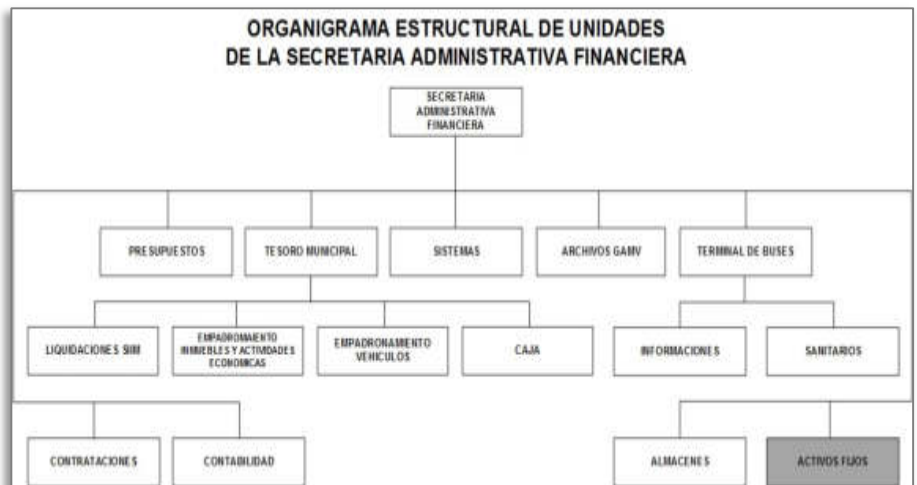 ORGANIGRAMA ESTRUCTURAL DE UNIDADES
DE LA SECRETARIA ADMINISTRATIVA FINANCIERA
SECRETARIA
ADMINISTRATIVA
FINANCIERA
PRESUPUESTOS
TESORO MUNICIPAL
SISTEMAS
ARCHIVOS GAMV
TERMINAL DE BUSES
LIQUIDACIONES SIIM
EMPADROMAIENTO
INMUEBLES Y ACTIVIDADES
ECONOMICAS
EMPADRONAMIENTO
VEHICULOS
CAJA
INFORMACIONES
SANITARIOS
CONTRATACIONES
CONTABILIDAD
ALMACENES
ACTIVOS FIJOS